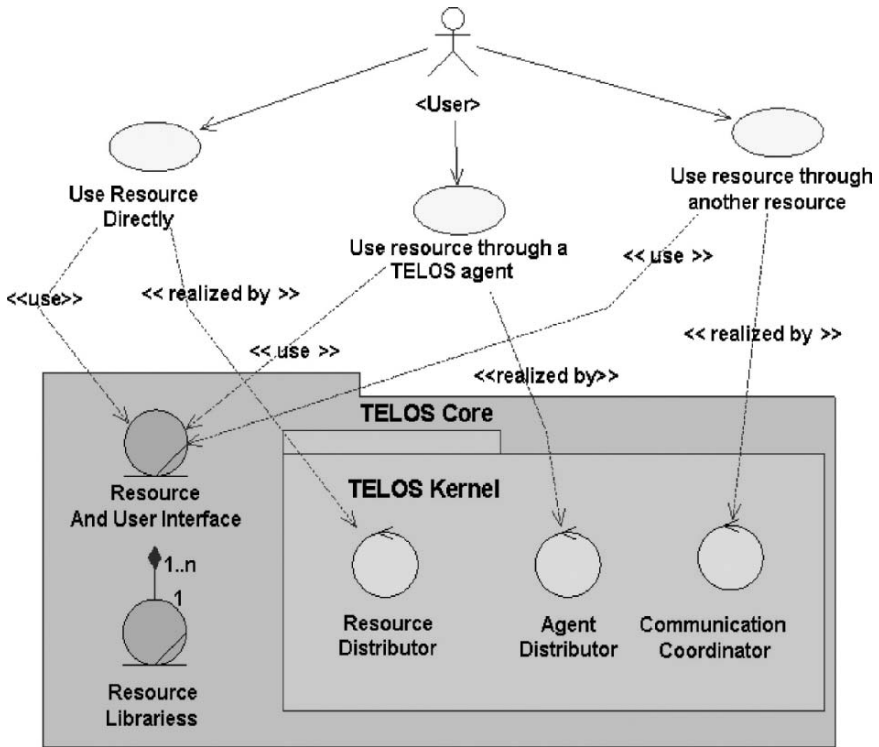 <User>
Use Resource
Directly
Use resource through a
TELOS agent
Use resource through
another resource
<<use>>
<< realized by >>
<< use >>
<< use >>
<<realized by>>
<< realized by >>
TELOS Core
TELOS Kernel
Resource
And User Interface
1..n
1
Resource
Librariess
Resource
Distributor
Agent
Distributor
Communication
Coordinator